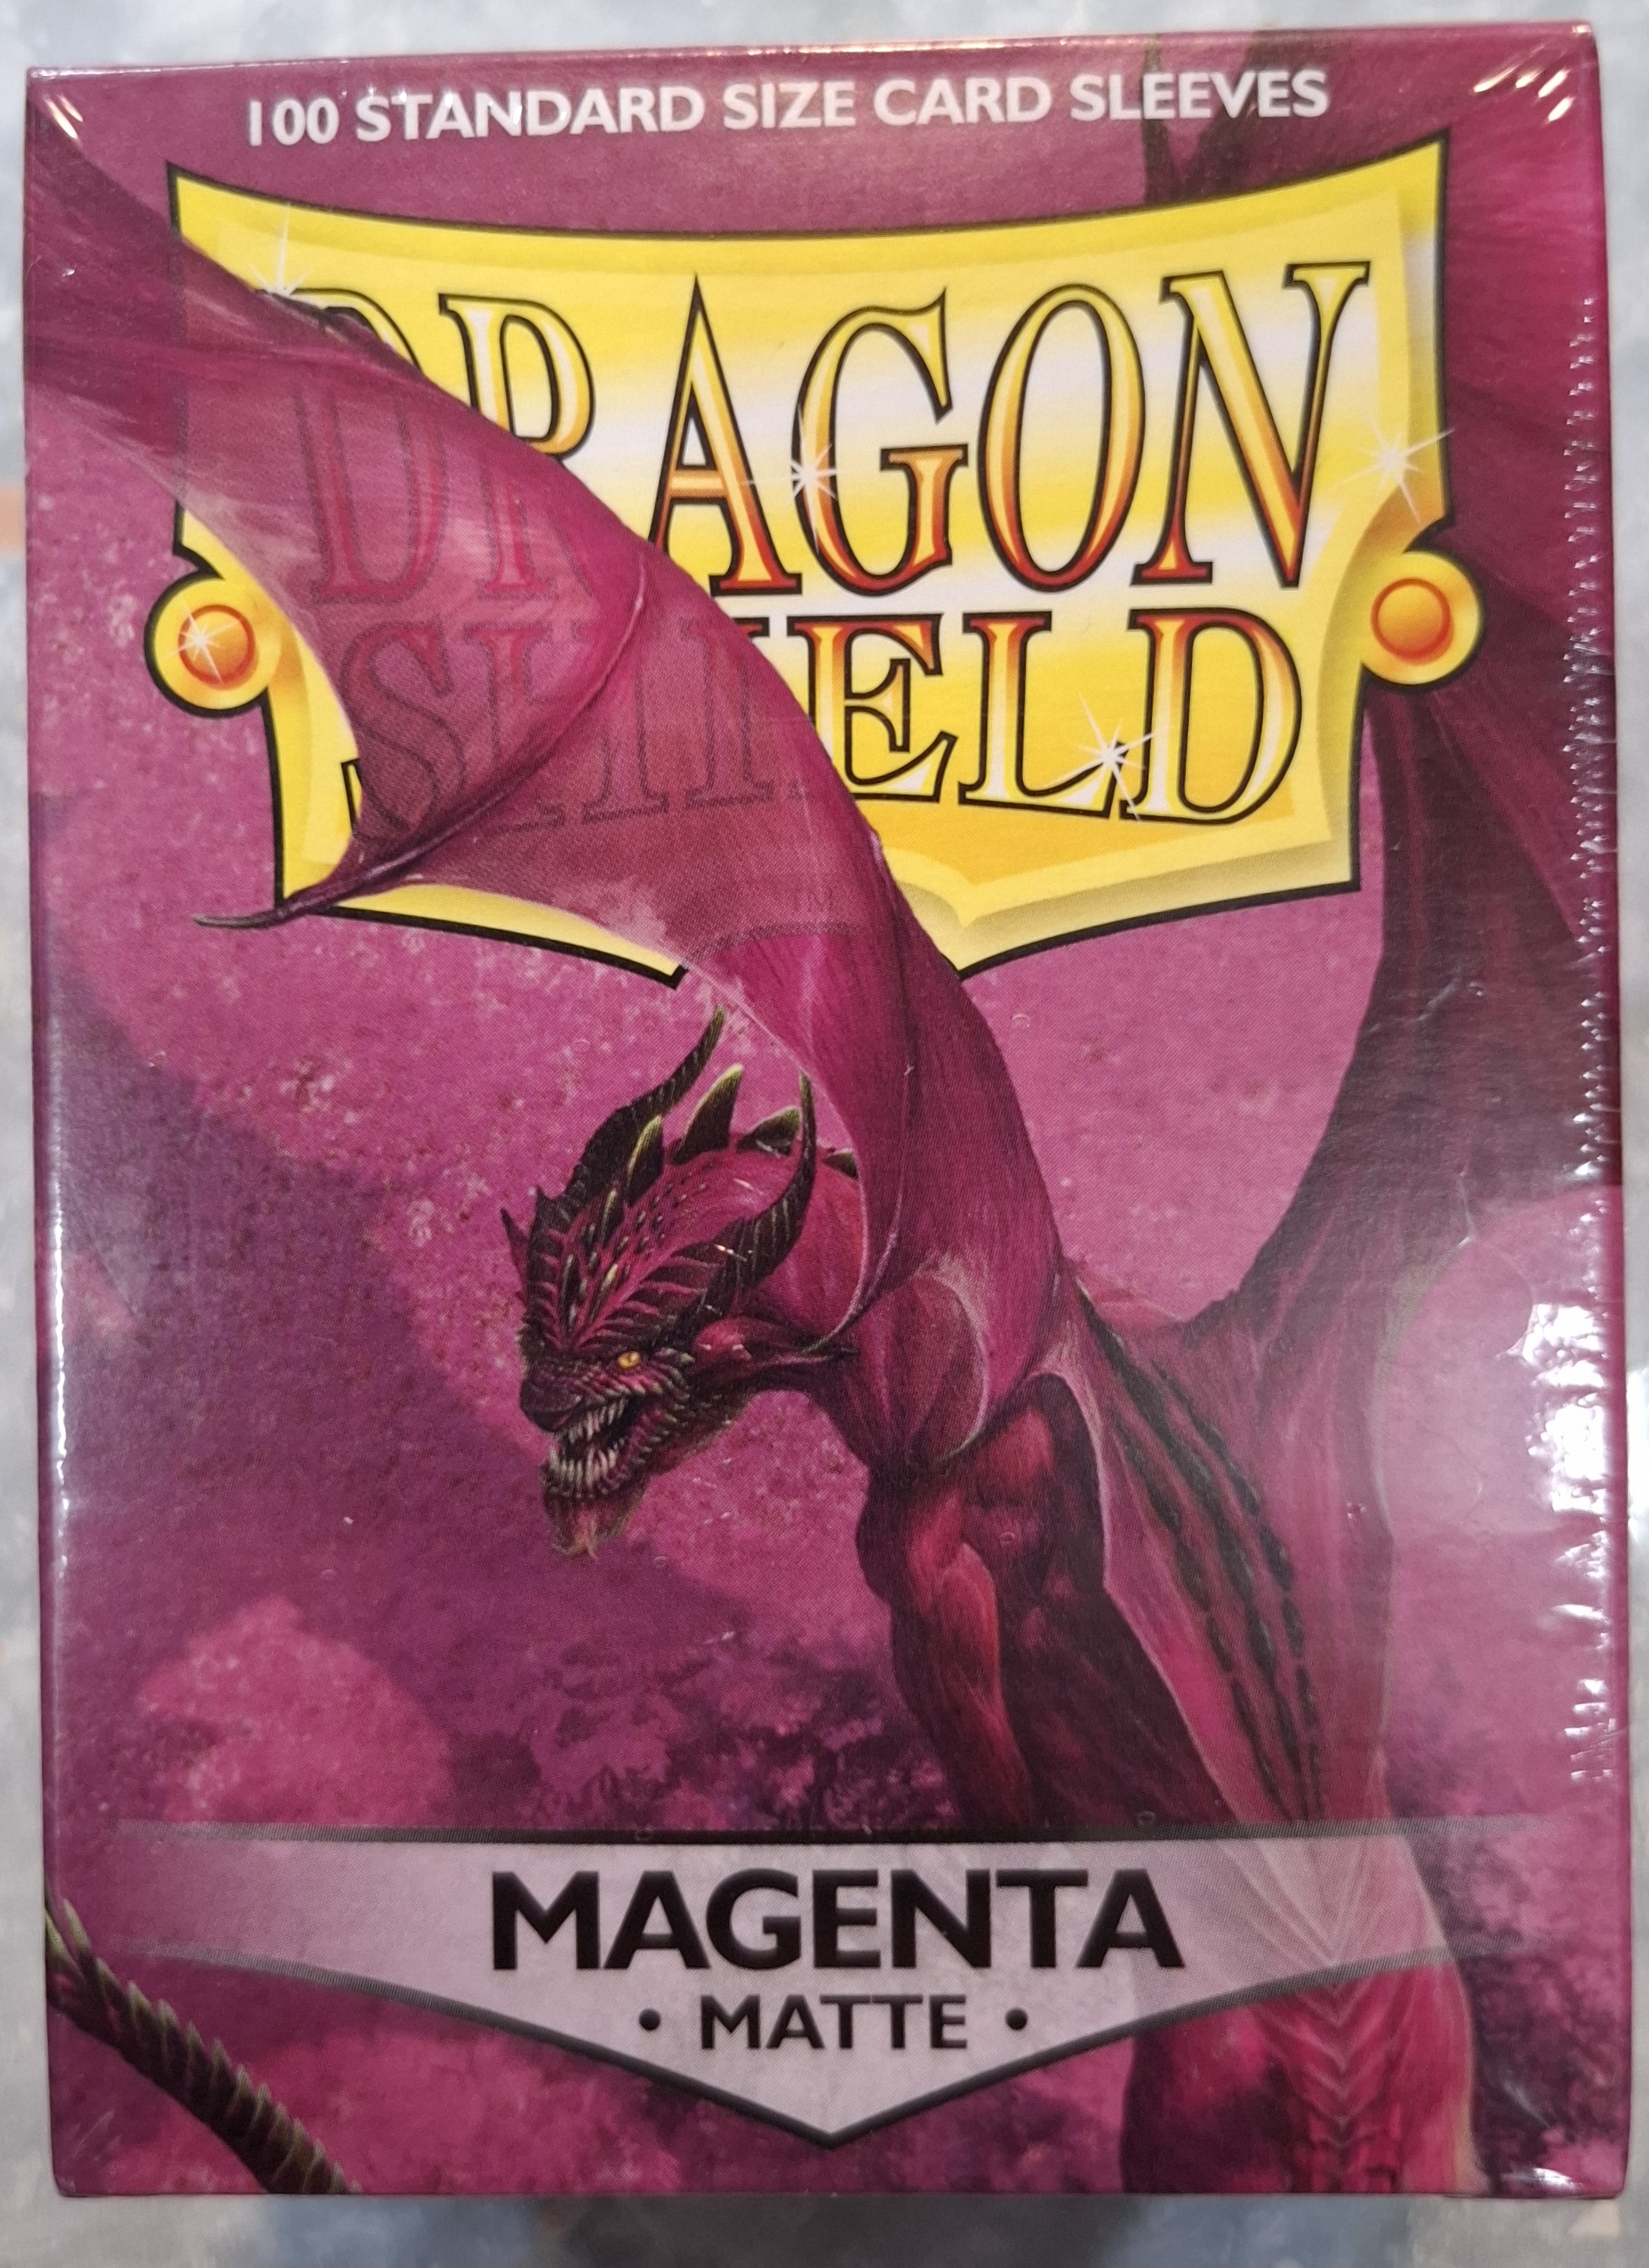 100 STANDARD SIZE CARD SLEEVES
DRAGON
SHIELD
MAGENTA
• MATTE •